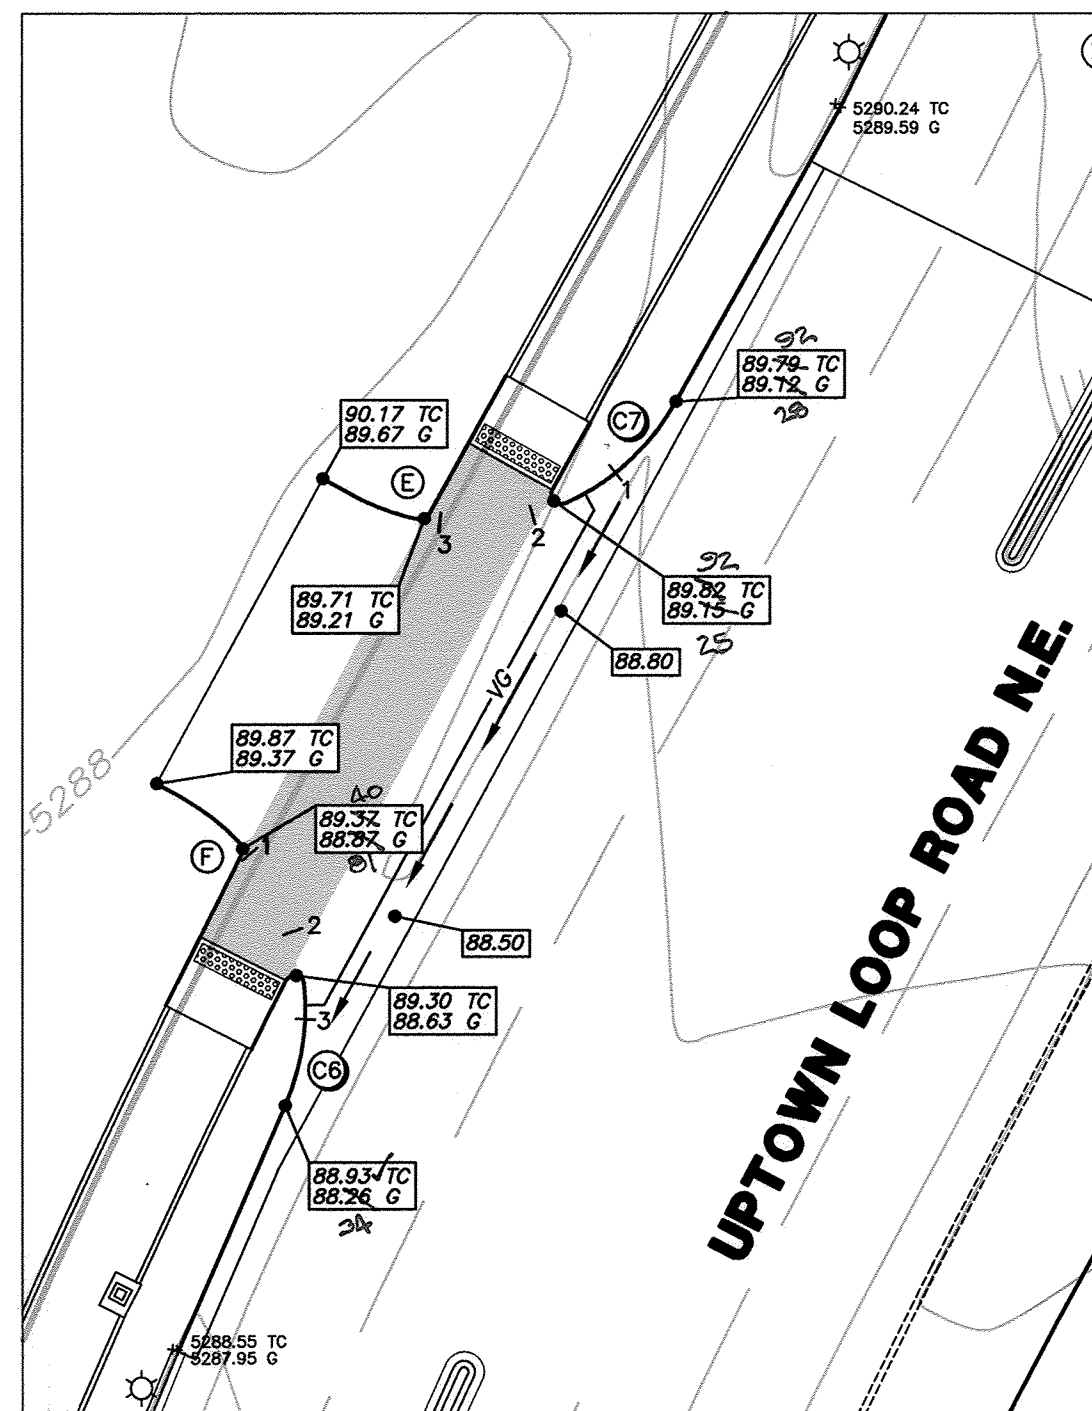 5290.24 TC
5289.59 G
92
89.79 TC
89.12 G
28
C7
1
90.17 TC
89.67 G
E
3
2
89.71 TC
89.21 G
92
89.82 TC
89.15 G
25
88.80
VG
89.87 TC
89.37 G
5288
40
89.37 TC
88.87 G
81
F
1
2
88.50
89.30 TC
88.63 G
3
C6
88.93 TC
88.26 G
34
UPTOWN LOOP ROAD N.E.
5288.55 TC
5287.95 G